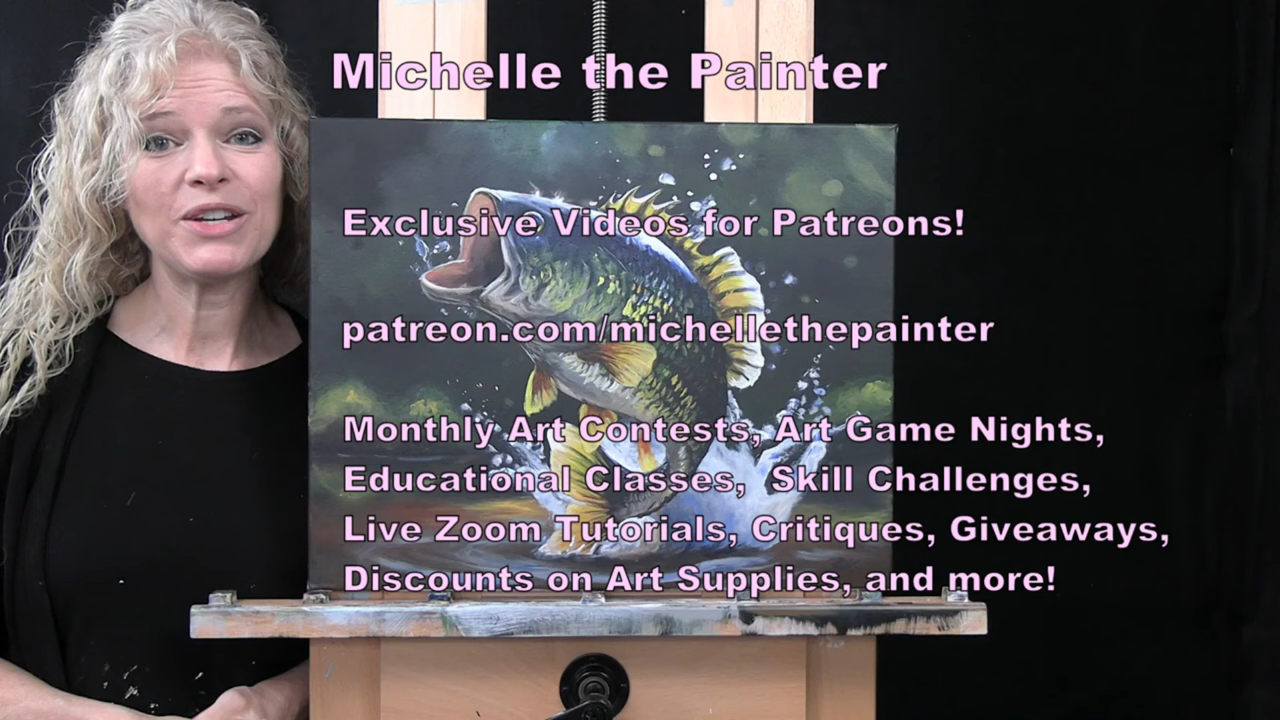 Michelle the Painter
Exclusive Videos for Patreons!
patreon.com/michellethepainter
Monthly Art Contests, Art Game Nights,
Educational Classes, Skill Challenges,
Live Zoom Tutorials, Critiques, Giveaways,
Discounts on Art Supplies, and more!